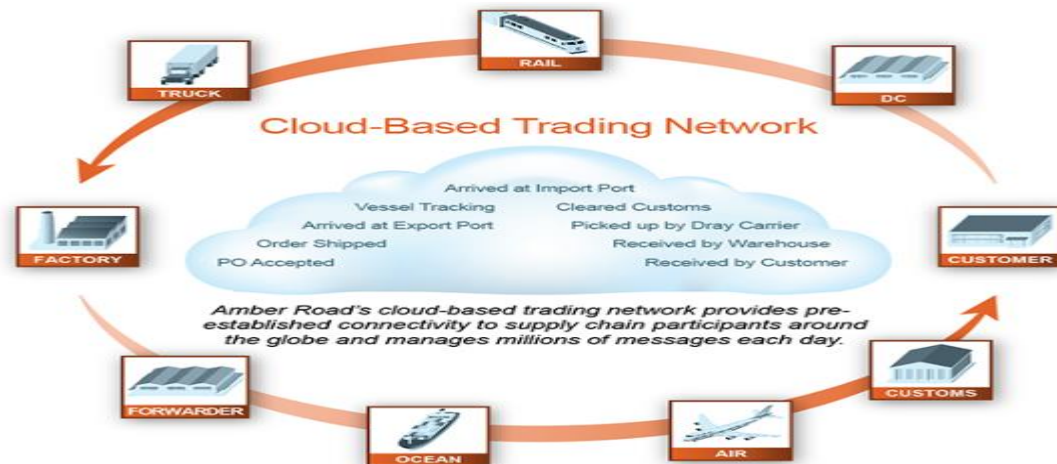 RAIL
TRUCK
DC
Cloud-Based Trading Network
Arrived at Import Port
Vessel Tracking Cleared Customs
Arrived at Export Port Picked up by Dray Carrier
Order Shipped Received by Warehouse
PO Accepted Received by Customer
FACTORY
CUSTOMER
Amber Road's cloud-based trading network provides pre-
established connectivity to supply chain participants around
the globe and manages millions of messages each day.
FORWARDER
CUSTOMS
OCEAN
AIR